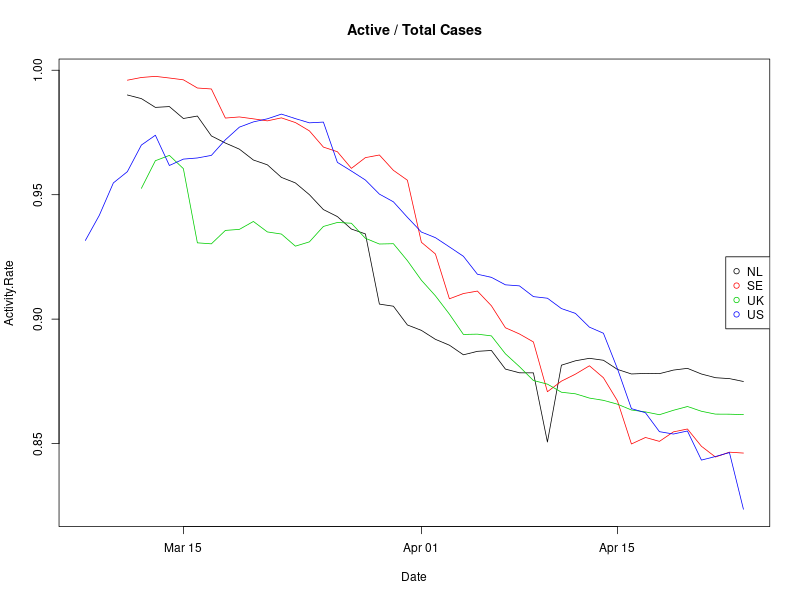 Active / Total Cases
1.00
0.95
0.90
0.85
Activity.Rate
NL
SE
UK
US
Mar 15
Apr 01
Apr 15
Date